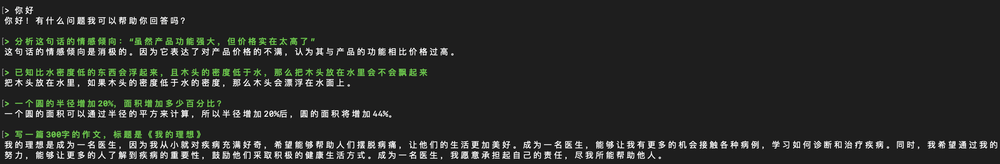 [> 你好
你好！有什么问题我可以帮助你回答吗？
[> 分析这句话的情感倾向：“虽然产品功能强大，但价格实在太高了”
这句话的情感倾向是消极的。因为它表达了对产品价格的不满，认为其与产品的功能相比价格过高。
[> 已知比水密度低的东西会浮起来，且木头的密度低于水，那么把木头放在水里会不会飘起来
把木头放在水里，如果木头的密度低于水的密度，那么木头会漂浮在水面上。
[> 一个圆的半径增加20%，面积增加多少百分比？
一个圆的面积可以通过半径的平方来计算，所以半径增加20%后，圆的面积将增加44%。
[> 写一篇300字的作文，标题是《我的理想》
我的理想是成为一名医生，因为我从小就对疾病充满好奇，希望能够帮助人们摆脱病痛，让他们的生活更加美好。成为一名医生，能够让我有更多的机会接触各种病例，学习如何诊断和治疗疾病。同时，我希望通过我的
努力，能够让更多的人了解到疾病的重要性，鼓励他们采取积极的健康生活方式。成为一名医生，我愿意承担起自己的责任，尽我所能帮助他人。